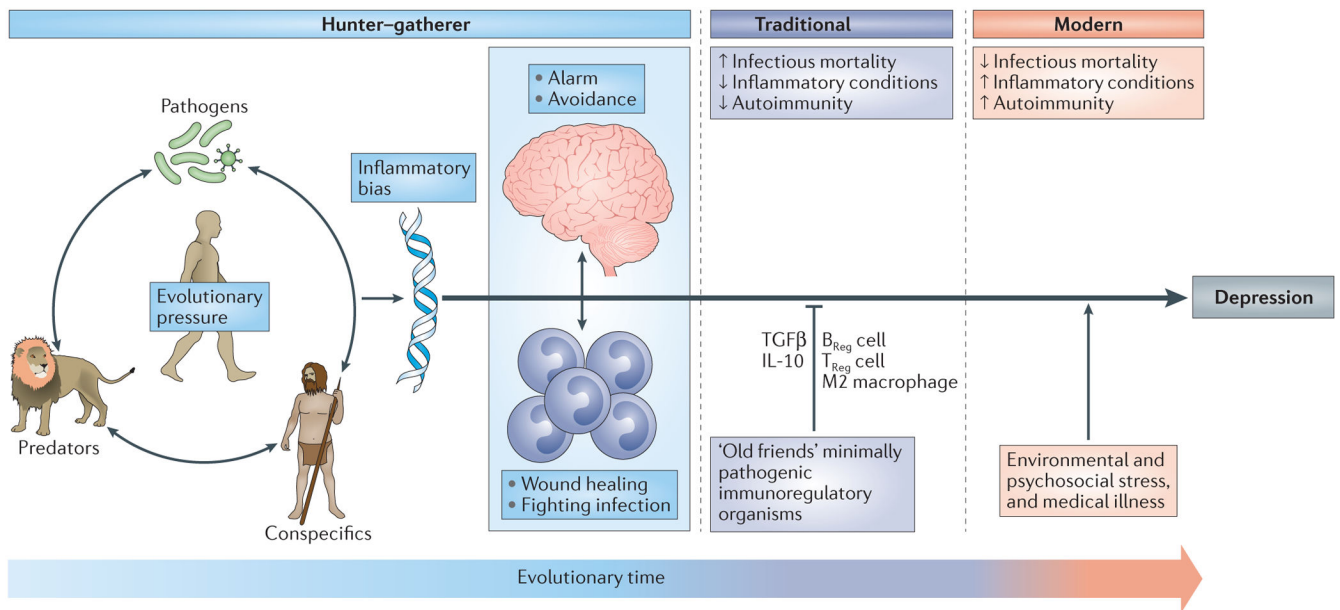 Hunter–gatherer
Traditional
Modern
↑ Infectious mortality
↓ Inflammatory conditions
↓ Autoimmunity
↓ Infectious mortality
↑ Inflammatory conditions
↑ Autoimmunity
• Alarm
• Avoidance
Pathogens
Inflammatory
bias
Evolutionary
pressure
Predators
Conspecifics
• Wound healing
• Fighting infection
TGFβ
IL-10
BReg cell
TReg cell
M2 macrophage
‘Old friends’ minimally
pathogenic
immunoregulatory
organisms
Environmental and
psychosocial stress,
and medical illness
Depression
Evolutionary time